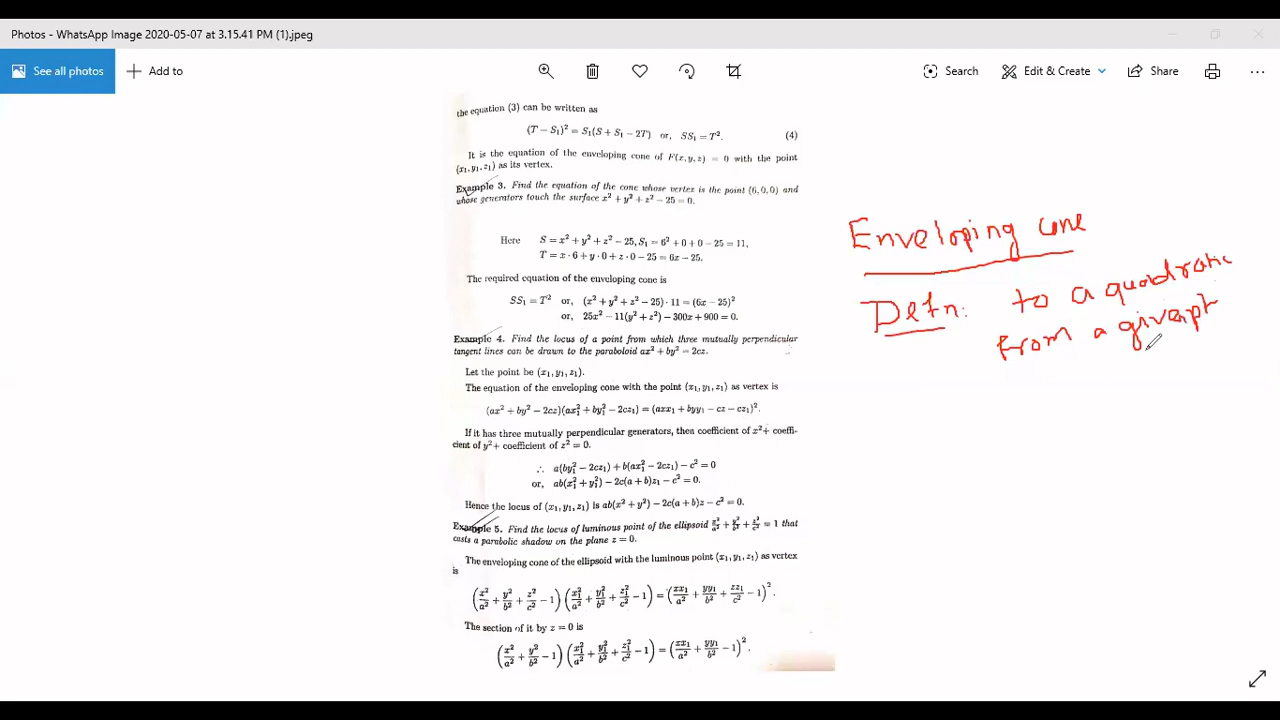 Photos - WhatsApp Image 2020-05-07 at 3.15.41 PM (1).jpeg
See all photos
Add to
Search
Edit & Create
Share
the equation (3) can be written as
(T − S₁)² = S₁(S + S₁ − 2T) or, SS₁ = T². (4)
It is the equation of the enveloping cone of F(x, y, z) = 0 with the point
(x₁, y₁, z₁) as its vertex.
Example 3. Find the equation of the cone whose vertex is the point (6, 0, 0) and
whose generators touch the surface x² + y² + z² − 25 = 0.
Here S = x² + y² + z² − 25, S₁ = 6² + 0 + 0 − 25 = 11,
T = x · 6 + y · 0 + z · 0 − 25 = 6x − 25.
The required equation of the enveloping cone is
SS₁ = T² or, (x² + y² + z² − 25) · 11 = (6x − 25)²
or, 25x² − 11(y² + z²) − 300x + 900 = 0.
Example 4. Find the locus of a point from which three mutually perpendicular
tangent lines can be drawn to the paraboloid ax² + by² = 2cz.
Let the point be (x₁, y₁, z₁).
The equation of the enveloping cone with the point (x₁, y₁, z₁) as vertex is
(ax² + by² − 2cz)(ax₁² + by₁² − 2cz₁) = (axx₁ + byy₁ − cz − cz₁)².
If it has three mutually perpendicular generators, then coefficient of x²+ coeffi-
cient of y²+ coefficient of z² = 0.
∴ a(by₁² − 2cz₁) + b(ax₁² − 2cz₁) − c² = 0
or, ab(x₁² + y₁²) − 2c(a + b)z₁ − c² = 0.
Hence the locus of (x₁, y₁, z₁) is ab(x² + y²) − 2c(a + b)z − c² = 0.
Example 5. Find the locus of luminous point of the ellipsoid x²/a² + y²/b² + z²/c² = 1 that
casts a parabolic shadow on the plane z = 0.
The enveloping cone of the ellipsoid with the luminous point (x₁, y₁, z₁) as vertex
is
(x²/a² + y²/b² + z²/c² − 1)(x₁²/a² + y₁²/b² + z₁²/c² − 1) = (xx₁/a² + yy₁/b² + zz₁/c² − 1)².
The section of it by z = 0 is
(x²/a² + y²/b² − 1)(x₁²/a² + y₁²/b² + z₁²/c² − 1) = (xx₁/a² + yy₁/b² − 1)².
Enveloping cone
Defn: to a quadratic
from a given pt